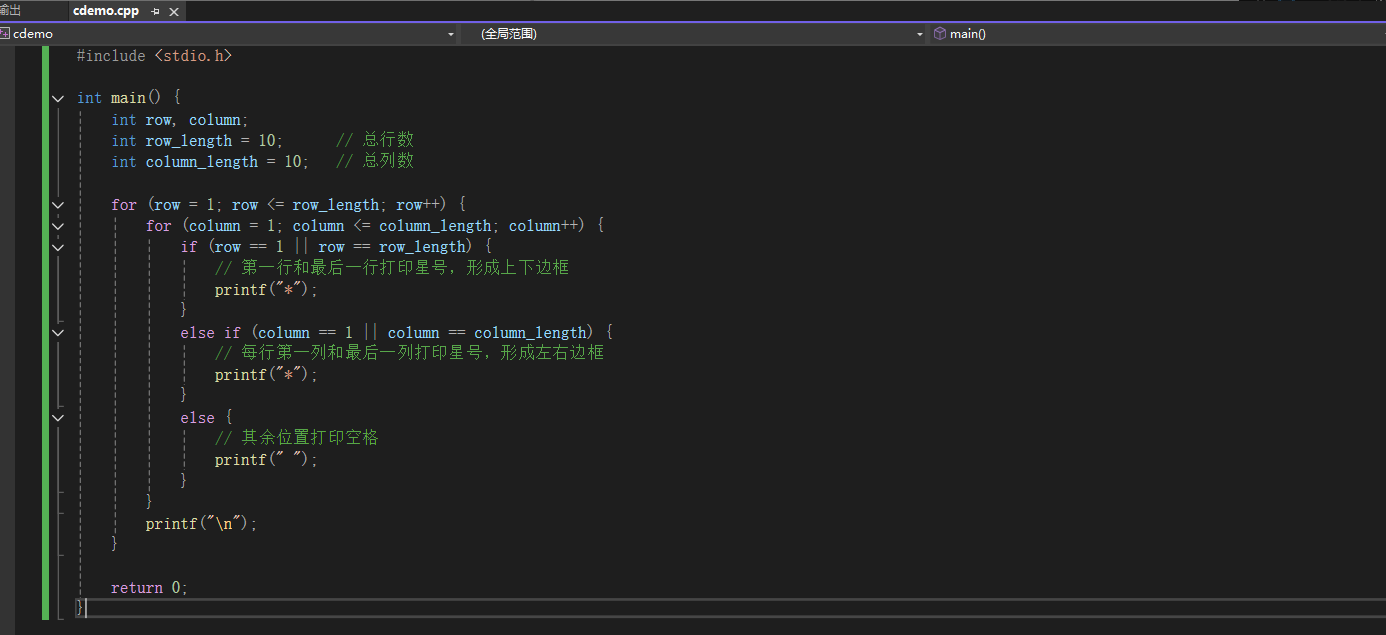 输出
cdemo.cpp
cdemo
(全局范围)
main()
#include <stdio.h>
int main() {
int row, column;
int row_length = 10; // 总行数
int column_length = 10; // 总列数
for (row = 1; row <= row_length; row++) {
for (column = 1; column <= column_length; column++) {
if (row == 1 || row == row_length) {
// 第一行和最后一行打印星号，形成上下边框
printf("*");
}
else if (column == 1 || column == column_length) {
// 每行第一列和最后一列打印星号，形成左右边框
printf("*");
}
else {
// 其余位置打印空格
printf(" ");
}
}
printf("\n");
}
return 0;
}